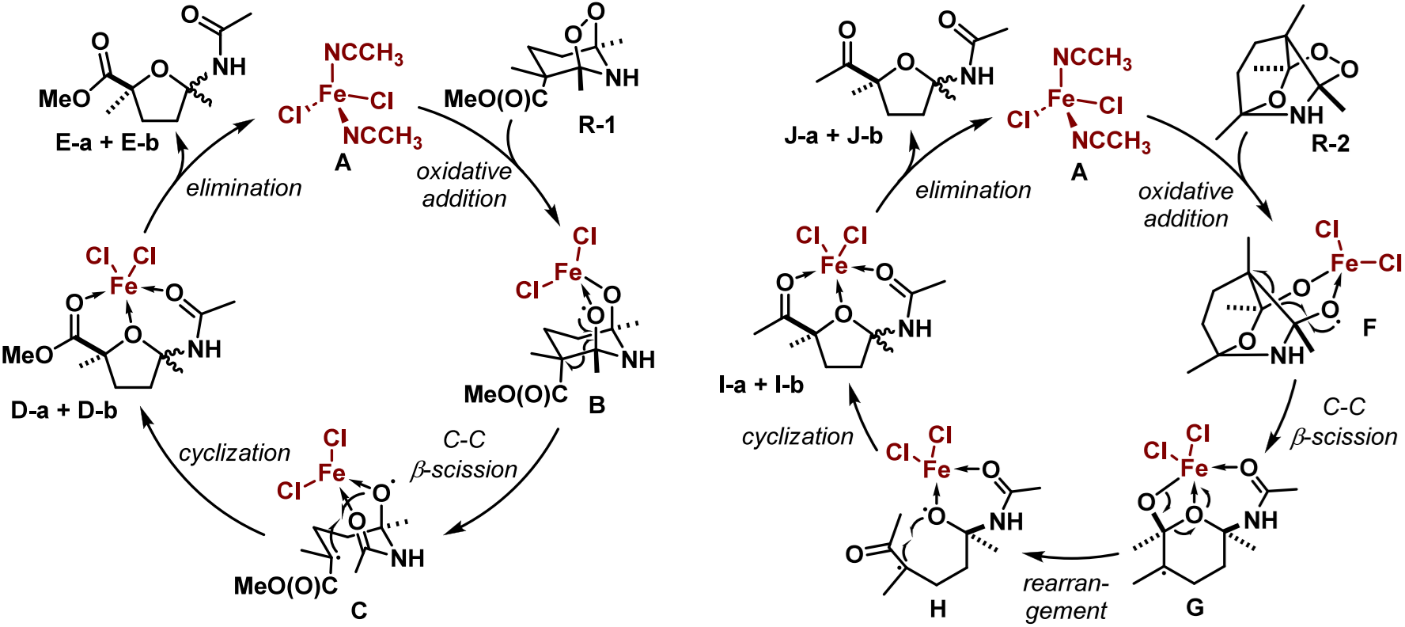 O
O
NH
MeO
O
E-a + E-b
NCCH3
Fe
Cl
Cl
NCCH3
A
O
O
NH
MeO(O)C
R-1
elimination
oxidative
addition
Cl
Cl
Fe
O
O
NH
MeO(O)C
B
C-C
β-scission
Cl
Cl
Fe
O
O
NH
MeO(O)C
C
cyclization
Cl
Cl
Fe
O
O
O
NH
MeO
D-a + D-b
O
O
O
NH
J-a + J-b
NCCH3
Fe
Cl
Cl
NCCH3
A
O
O
O
NH
R-2
elimination
oxidative
addition
Cl
Fe
Cl
O
O
O
NH
F
C-C
β-scission
Cl
Cl
Fe
O
O
O
NH
G
rearran-
gement
Cl
Cl
Fe
O
O
O
NH
H
cyclization
Cl
Cl
Fe
O
O
O
NH
I-a + I-b